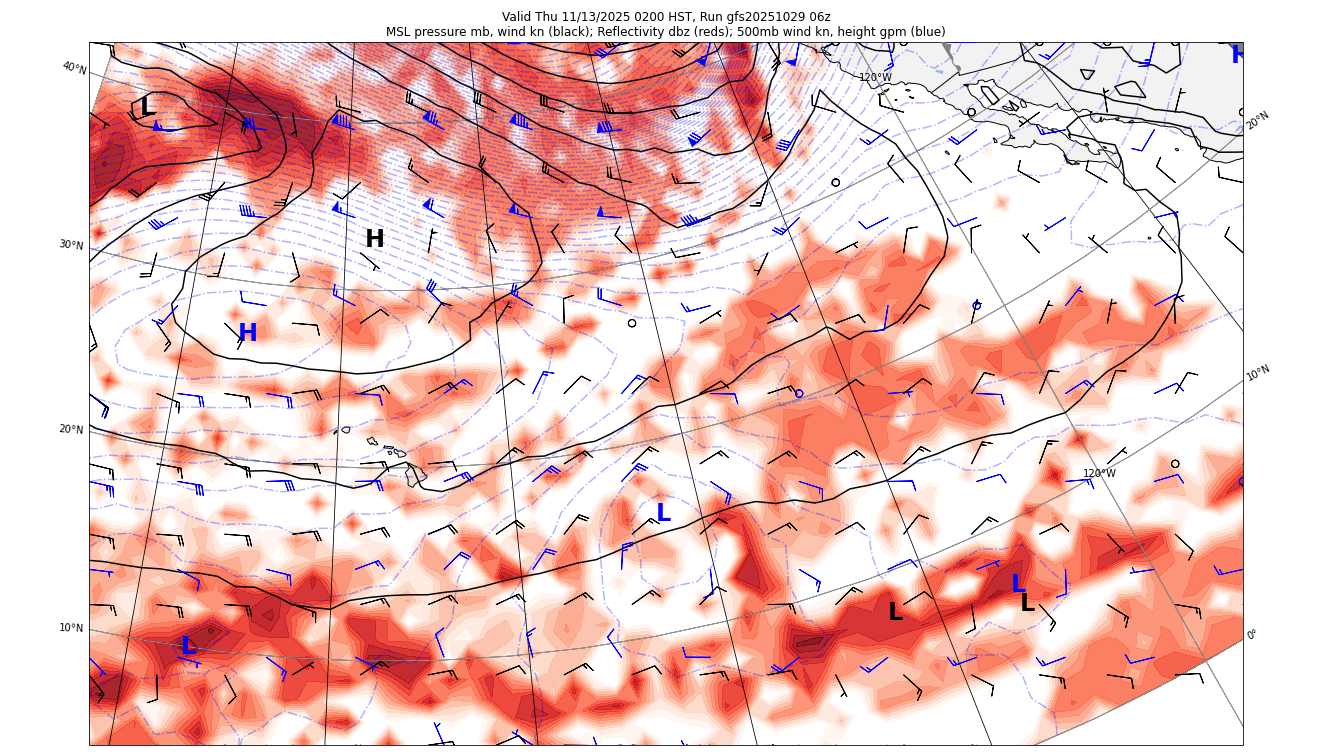 Valid Thu 11/13/2025 0200 HST, Run gfs20251029 06z
MSL pressure mb, wind kn (black); Reflectivity dbz (reds); 500mb wind kn, height gpm (blue)
H
40°N
120°W
L
20°N
30°N
H
H
10°N
20°N
120°W
L
L
L
L
10°N
0°
L